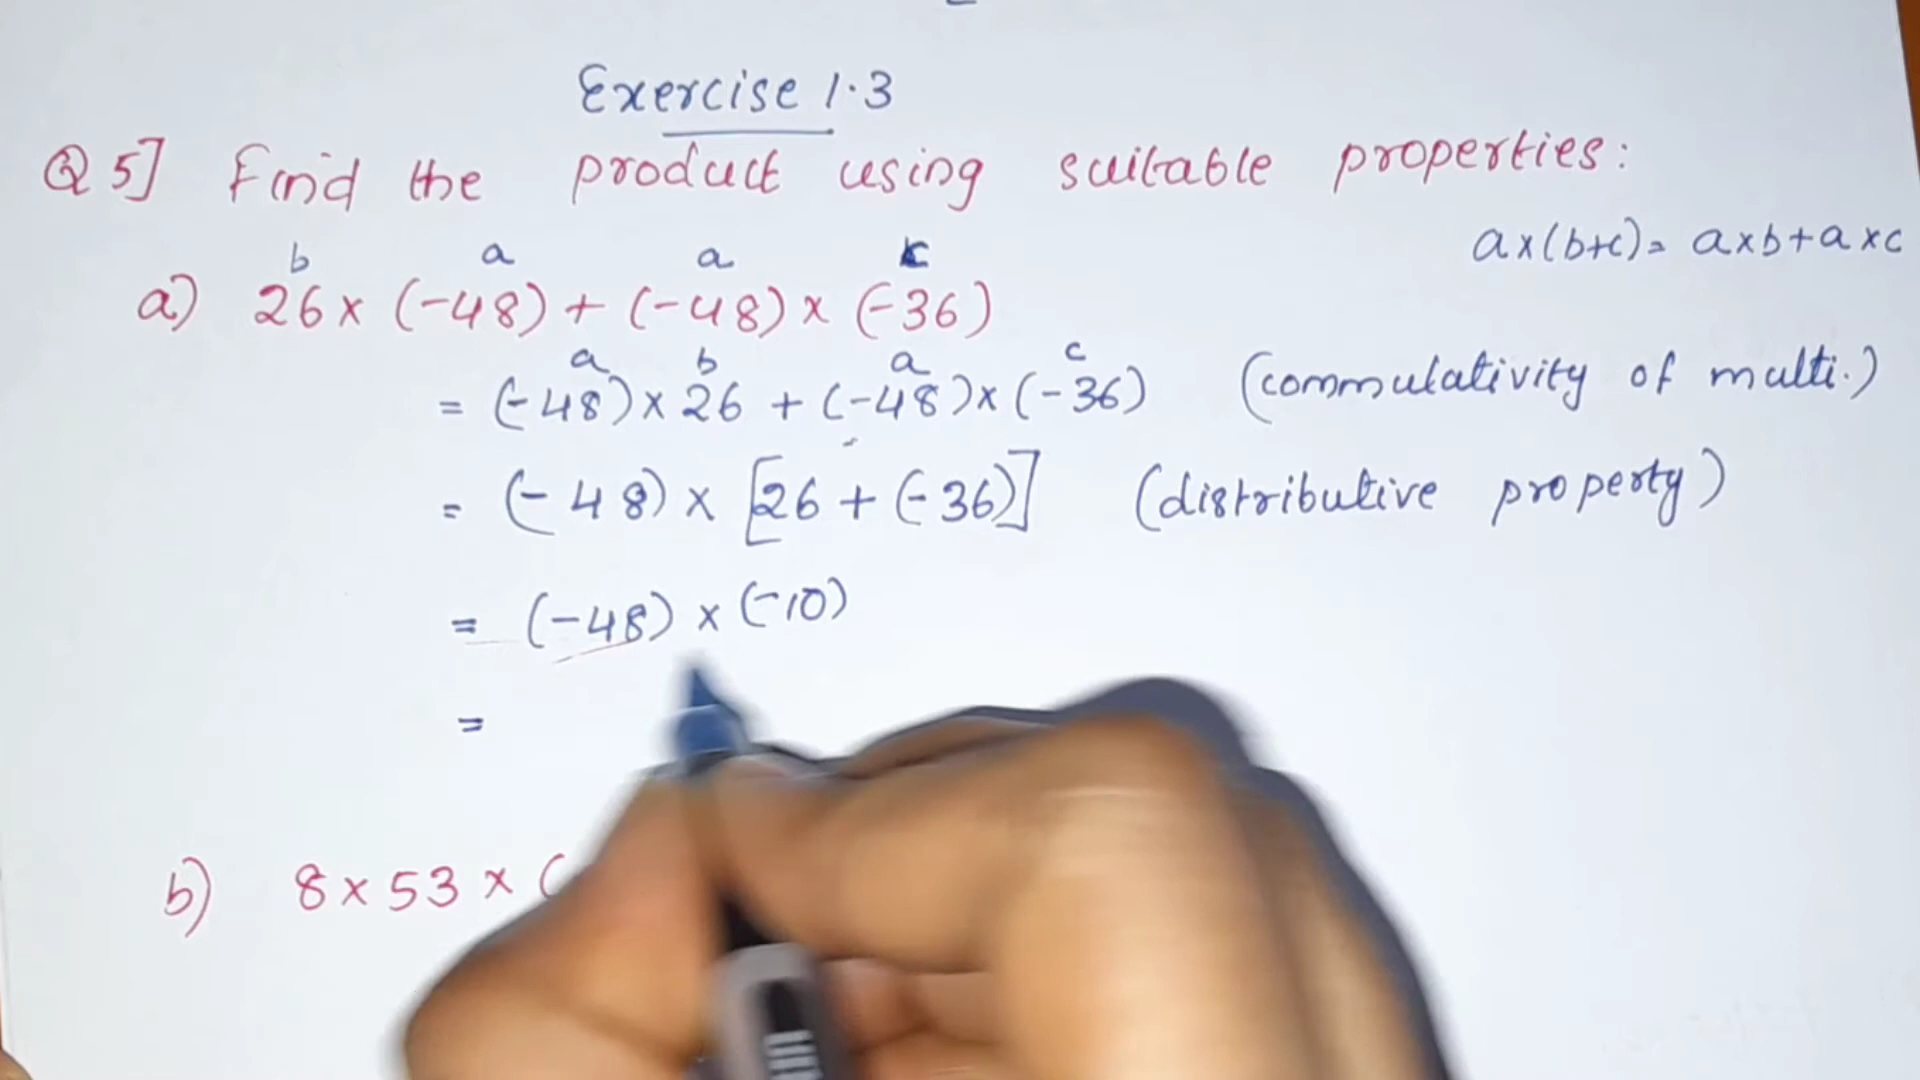 Exercise 1.3
Q 5] Find the product using suitable properties:
a×(b+c) = a×b+a×c
b a a c
a) 26 × (-48) + (-48) × (-36)
a b a c
= (-48) × 26 + (-48) × (-36) (commutativity of multi.)
= (-48) × [26 + (-36)] (distributive property)
= (-48) × (-10)
=
b) 8 × 53 × (